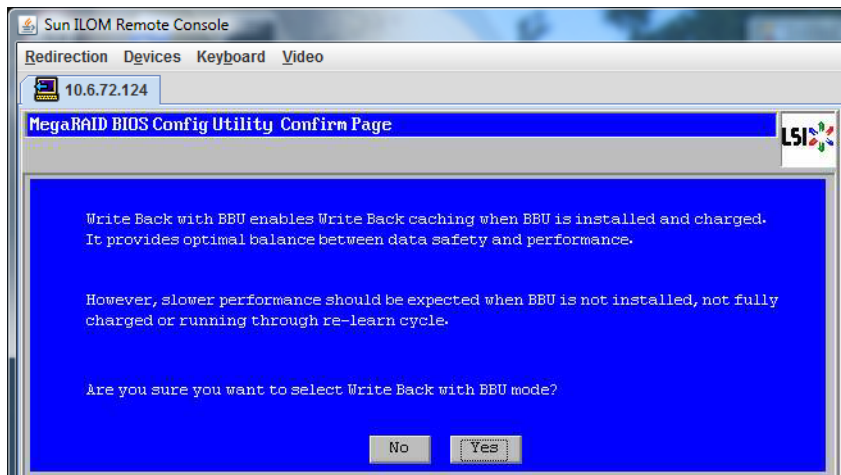 Sun ILOM Remote Console
Redirection Devices Keyboard Video
10.6.72.124
MegaRAID BIOS Config Utility Confirm Page
LSI
Write Back with BBU enables Write Back caching when BBU is installed and charged.
It provides optimal balance between data safety and performance.
However, slower performance should be expected when BBU is not installed, not fully
charged or running through re-learn cycle.
Are you sure you want to select Write Back with BBU mode?
No Yes